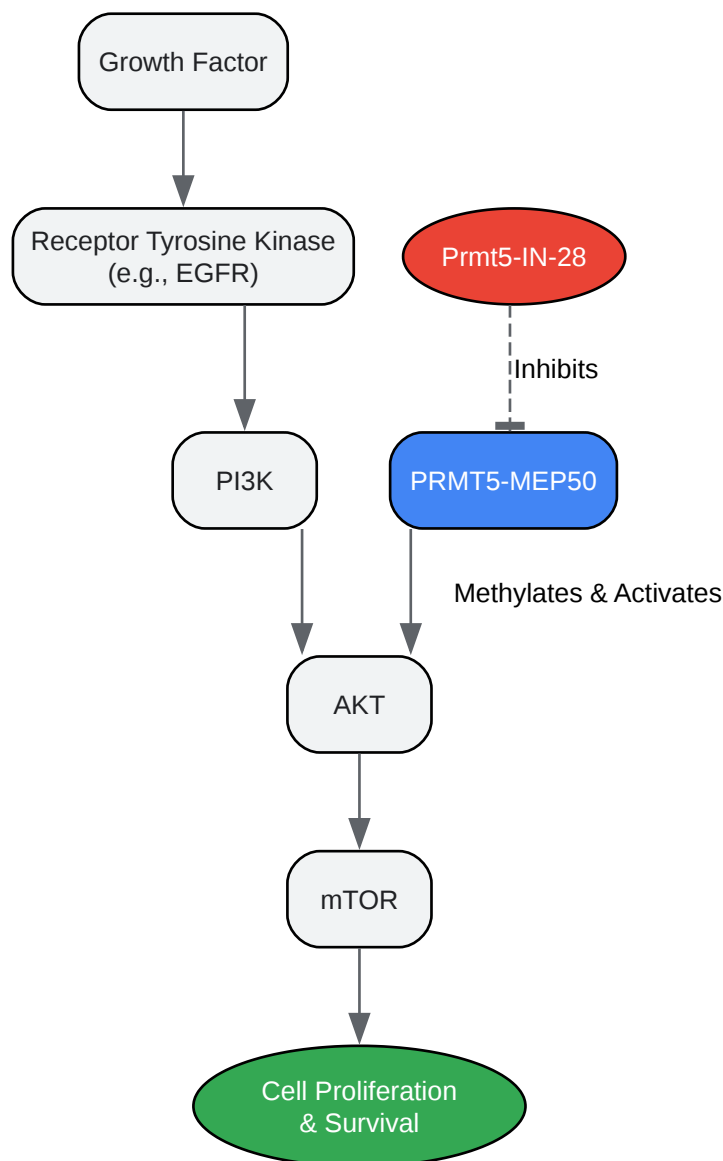 Growth Factor
Receptor Tyrosine Kinase
(e.g., EGFR)
Prmt5-IN-28
Inhibits
PI3K
PRMT5-MEP50
Methylates & Activates
AKT
mTOR
Cell Proliferation
& Survival